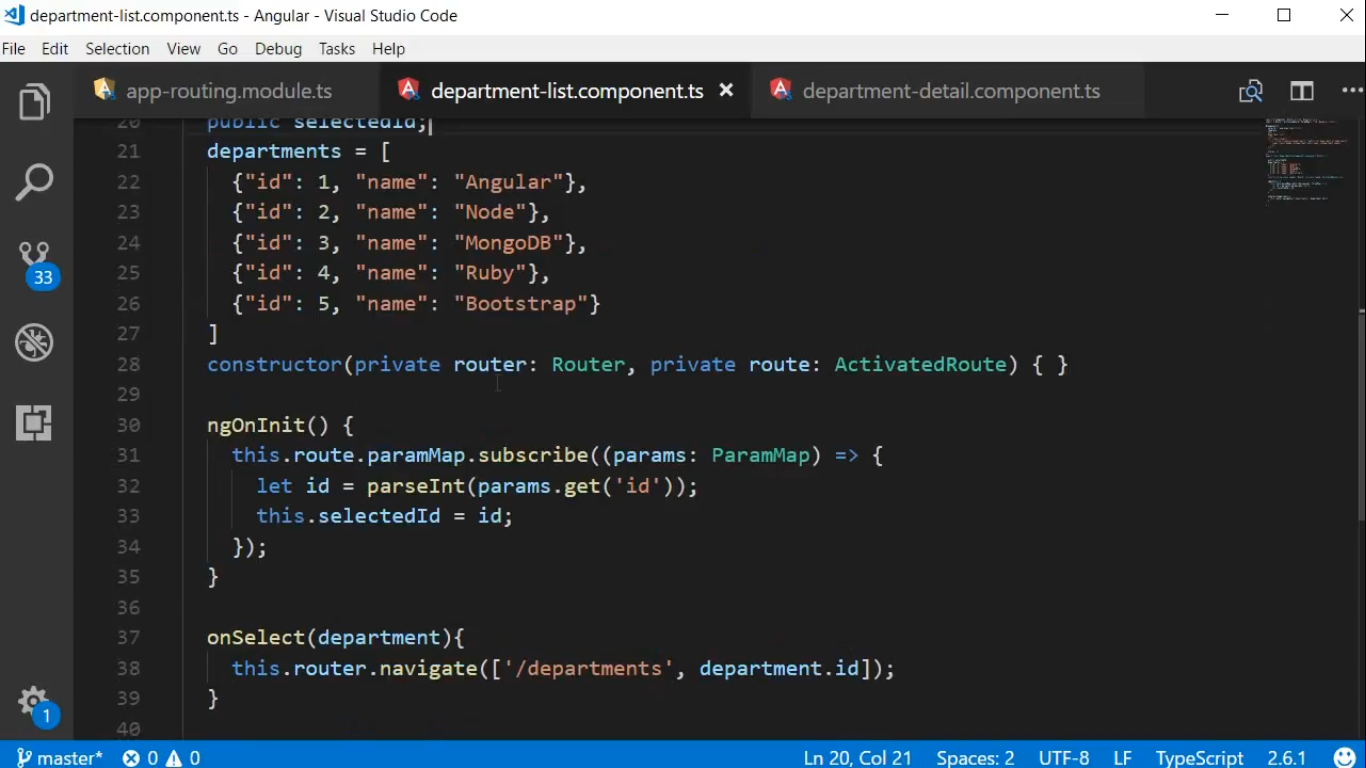 department-list.component.ts - Angular - Visual Studio Code
File Edit Selection View Go Debug Tasks Help
app-routing.module.ts department-list.component.ts department-detail.component.ts
20 public selectedId;
21 departments = [
22 {"id": 1, "name": "Angular"},
23 {"id": 2, "name": "Node"},
24 {"id": 3, "name": "MongoDB"},
25 {"id": 4, "name": "Ruby"},
26 {"id": 5, "name": "Bootstrap"}
27 ]
28 constructor(private router: Router, private route: ActivatedRoute) { }
29
30 ngOnInit() {
31 this.route.paramMap.subscribe((params: ParamMap) => {
32 let id = parseInt(params.get('id'));
33 this.selectedId = id;
34 });
35 }
36
37 onSelect(department){
38 this.router.navigate(['/departments', department.id]);
39 }
40
33
1
master* 0 0 Ln 20, Col 21 Spaces: 2 UTF-8 LF TypeScript 2.6.1